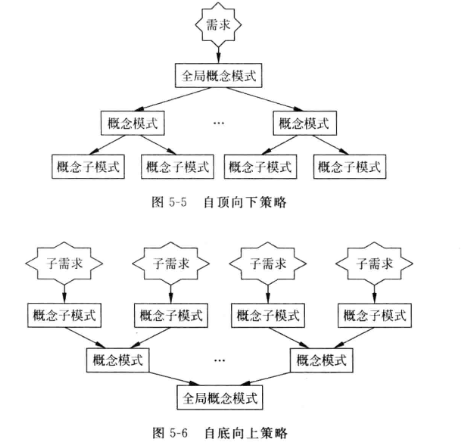 需求
全局概念模式
概念模式 … 概念模式
概念子模式 概念子模式 概念子模式 概念子模式
图 5-5 自顶向下策略
子需求 子需求 子需求 子需求
概念子模式 概念子模式 概念子模式 概念子模式
概念模式 … 概念模式
全局概念模式
图 5-6 自底向上策略